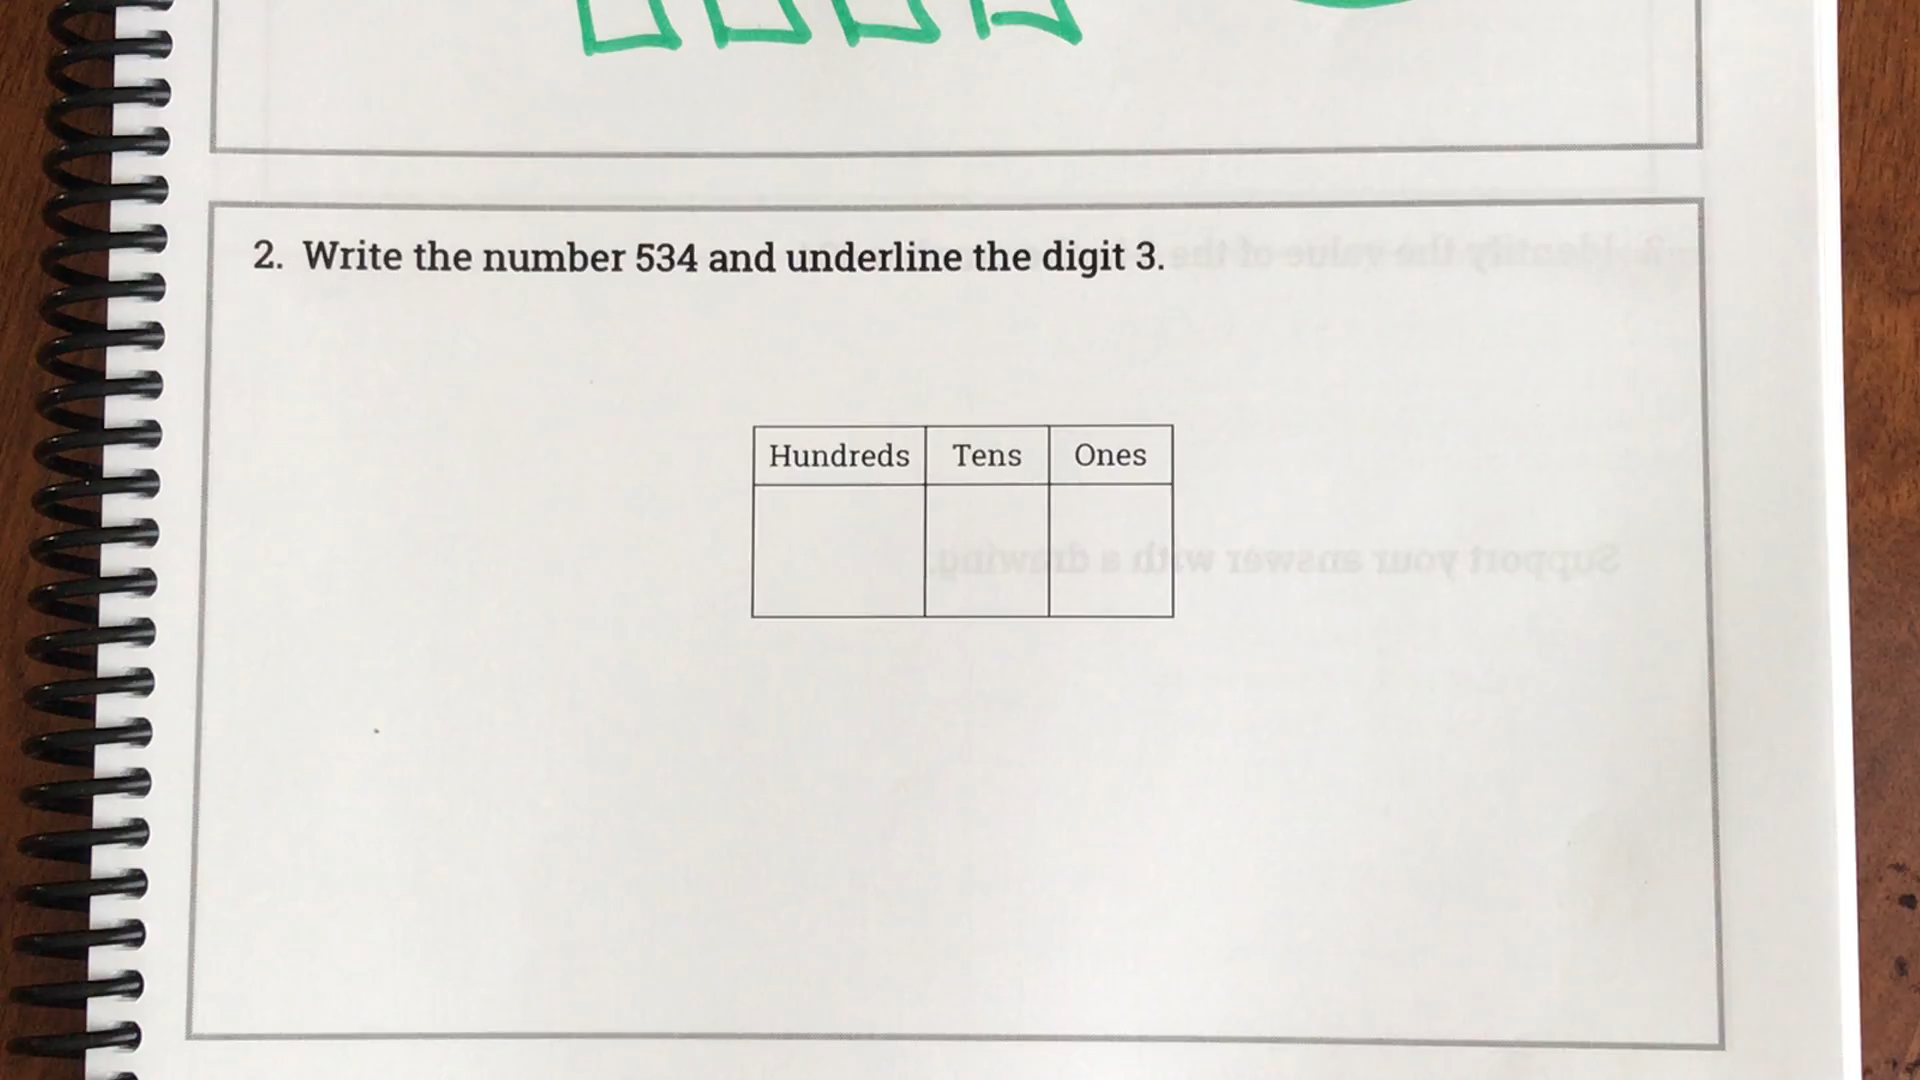 2. Write the number 534 and underline the digit 3.
Hundreds Tens Ones